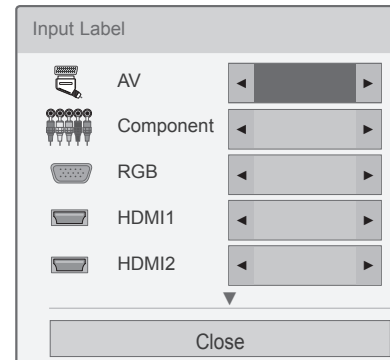 Input Label
AV
Component
RGB
HDMI1
HDMI2
Close